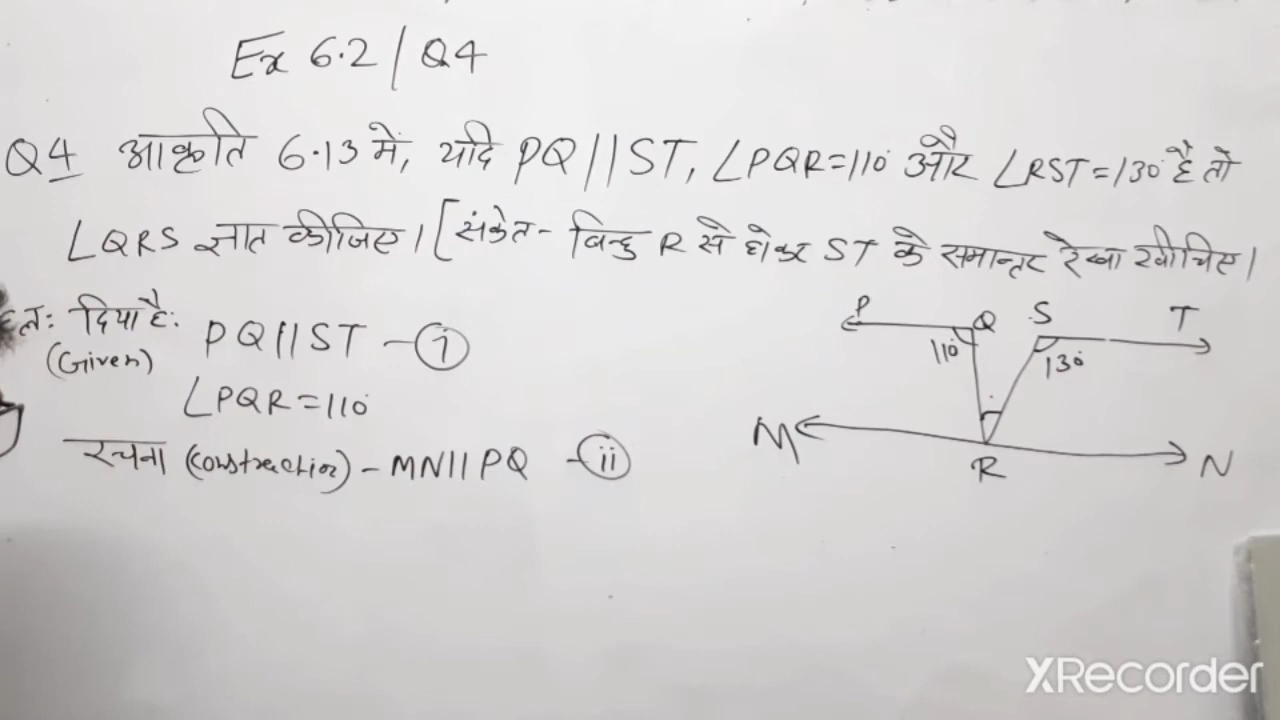 Ex 6.2 / Q4
Q4 आकृति 6.13 में, यदि PQ||ST, ∠PQR=110° और ∠RST=130° है तो
∠QRS ज्ञात कीजिए। [संकेत- बिन्दु R से होकर ST के समान्तर रेखा खीचिए।
हल: दिया है:
(Given)
PQ||ST - (i)
∠PQR=110°
रचना (construction) - MN||PQ - (ii)
P Q S T
110° 130°
M R N
XRecorder